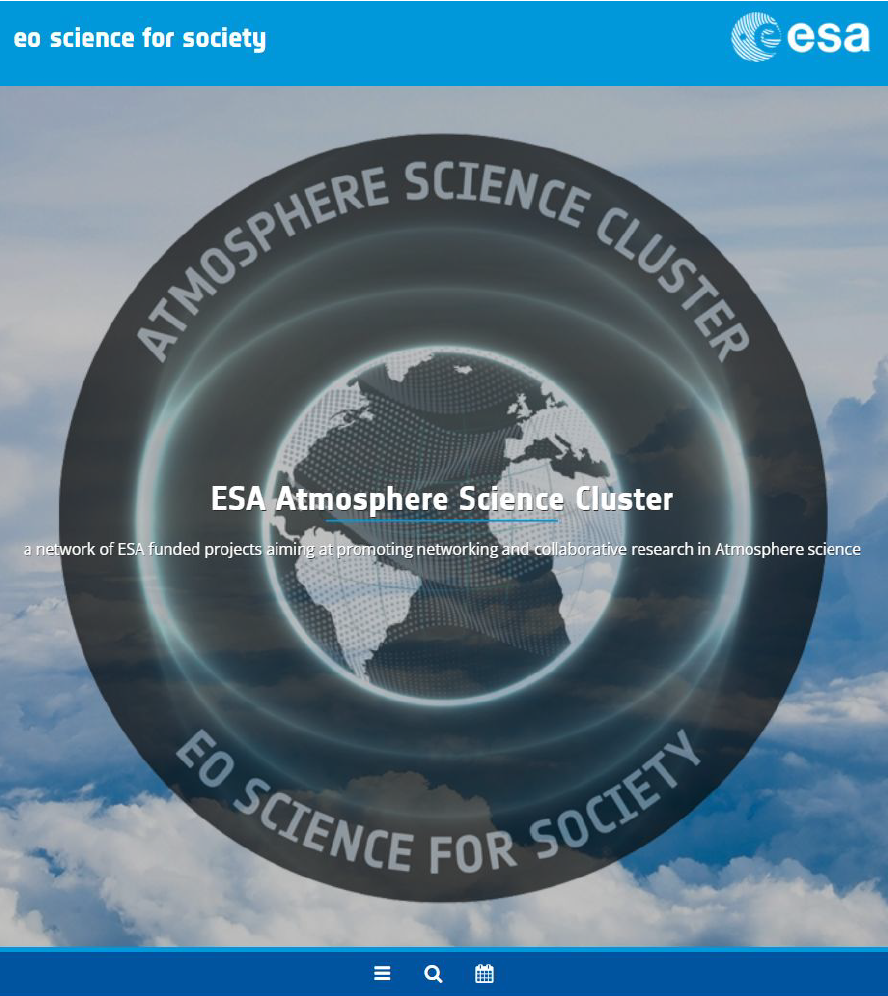 eo science for society
esa
ATMOSPHERE SCIENCE CLUSTER
ESA Atmosphere Science Cluster
a network of ESA funded projects aiming at promoting networking and collaborative research in Atmosphere science
EO SCIENCE FOR SOCIETY